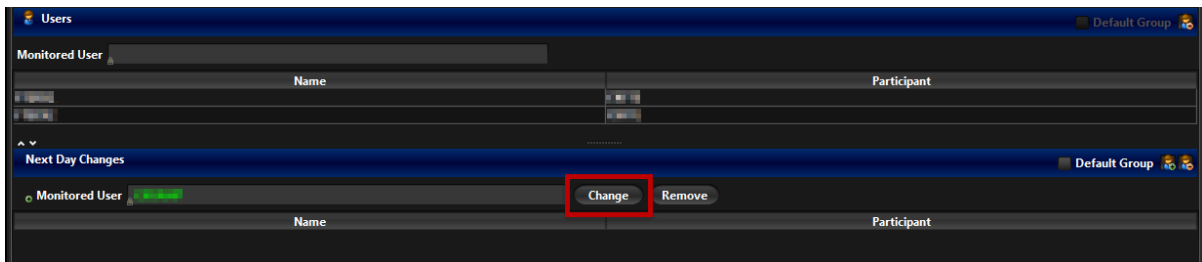 Users
Default Group
Monitored User
Name Participant
Next Day Changes
Default Group
Monitored User
Change Remove
Name Participant